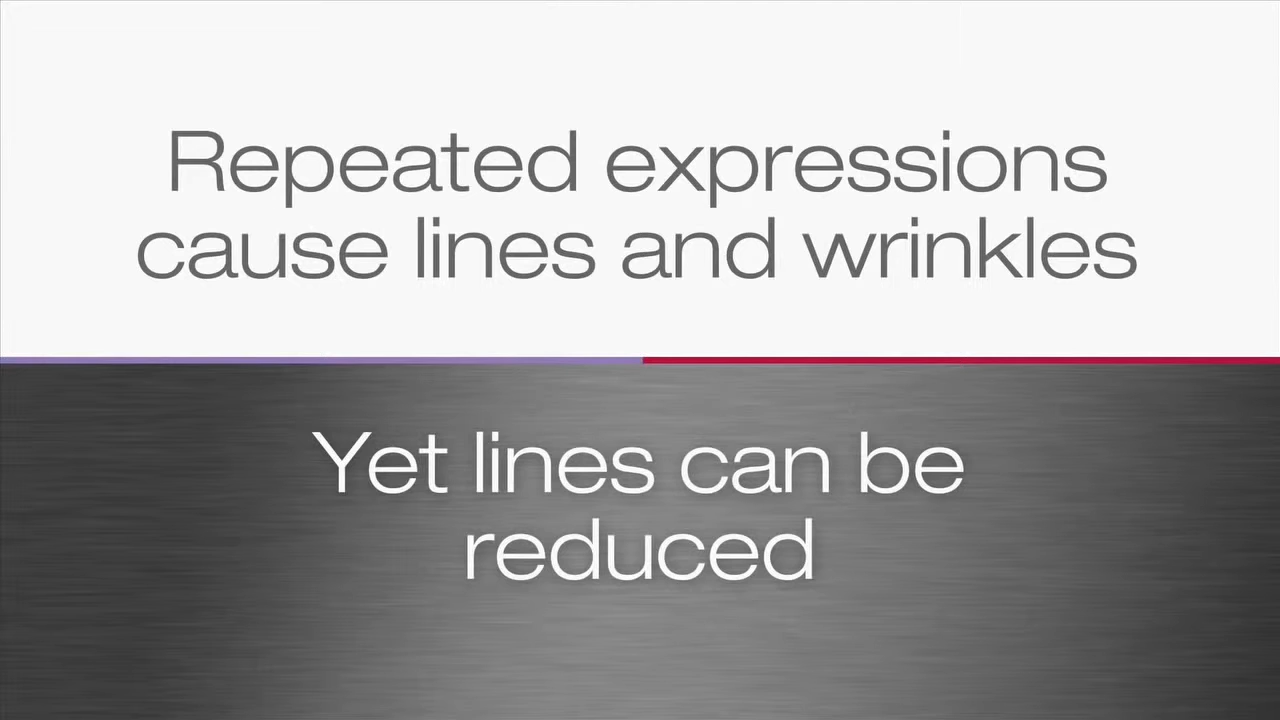 Repeated expressions
cause lines and wrinkles
Yet lines can be
reduced